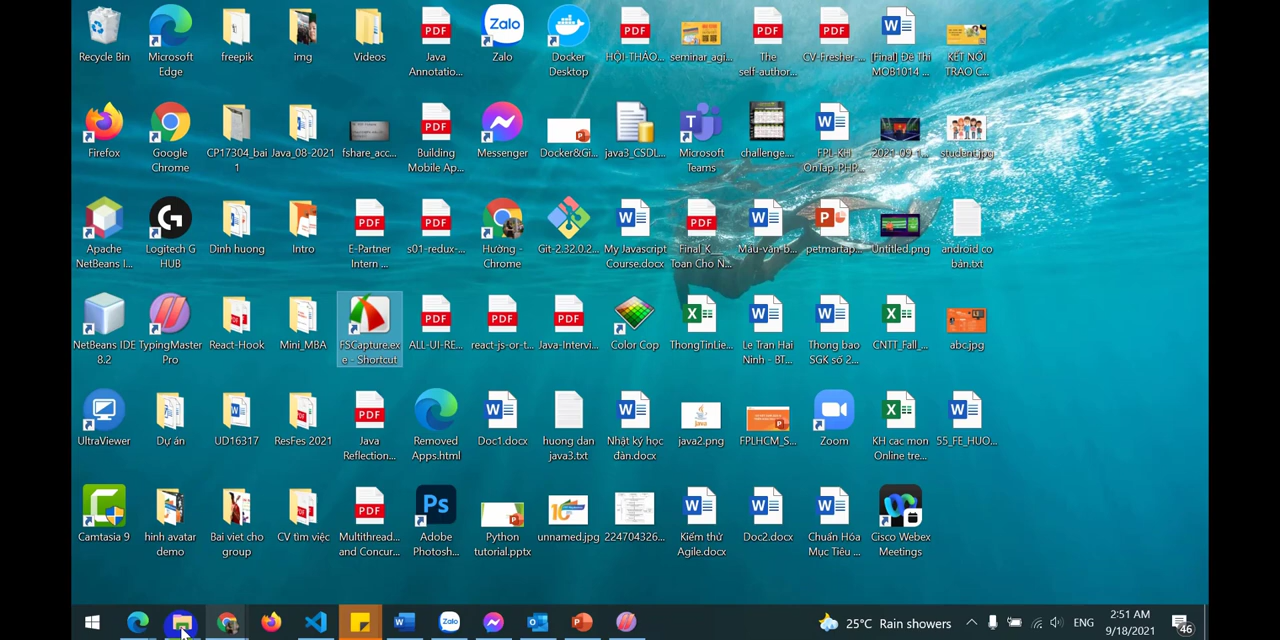 Recycle Bin
Microsoft
Edge
freepik
img
Videos
Java
Annotatio...
Zalo
Zalo
Docker
Desktop
HỘI-THẢO...
seminar_agi...
The
self-author...
CV-Fresher-...
[Final] Đề Thi
MOB1014 ...
KẾT NỐI
TRAO C...
Firefox
Google
Chrome
CP17304_bai
1
Java_08-2021
fshare_acc...
Building
Mobile Ap...
Messenger
Docker&Gi...
java3_CSDL...
Microsoft
Teams
challenge....
FPL-KH
OnTap-PHP...
2021-09-1...
student.jpg
Apache
NetBeans I...
Logitech G
HUB
Dinh huong
Intro
E-Partner
Intern ...
s01-redux-...
Hường -
Chrome
Git-2.32.0.2...
My Javascript
Course.docx
Final_K__
Toan Cho N...
Mau-van-b...
petmartap...
Untitled.png
android co
bản.txt
NetBeans IDE
8.2
TypingMaster
Pro
React-Hook
Mini_MBA
FSCapture.ex
e - Shortcut
ALL-UI-RE...
react-js-or-t...
Java-Intervi...
Color Cop
ThongTinLie...
Le Tran Hai
Ninh - BT...
Thong bao
SGK số 2...
CNTT_Fall_...
abc.jpg
UltraViewer
Dự án
UD16317
ResFes 2021
Java
Reflection...
Removed
Apps.html
Doc1.docx
huong dan
java3.txt
Nhật ký học
đàn.docx
java2.png
FPLHCM_S...
Zoom
KH cac mon
Online tre...
55_FE_HUO...
Camtasia 9
hinh avatar
demo
Bai viet cho
group
CV tìm việc
Multithread...
and Concur...
Adobe
Photosh...
Python
tutorial.pptx
unnamed.jpg
224704326...
Kiểm thử
Agile.docx
Doc2.docx
Chuẩn Hóa
Mục Tiêu ...
Cisco Webex
Meetings
25°C Rain showers
ENG
2:51 AM
9/18/2021
46